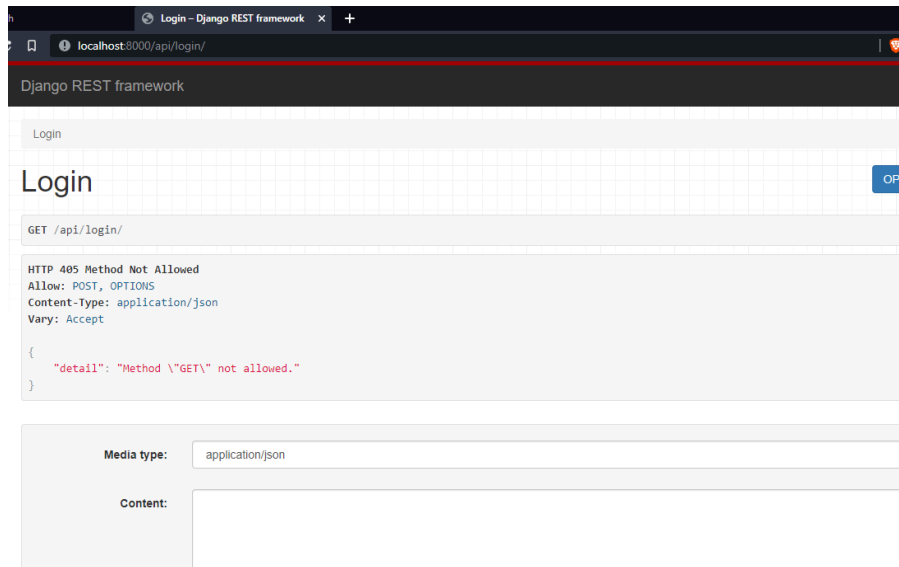 h
Login – Django REST framework
localhost:8000/api/login/
Django REST framework
Login
Login
OP
GET /api/login/
HTTP 405 Method Not Allowed
Allow: POST, OPTIONS
Content-Type: application/json
Vary: Accept
{
"detail": "Method \"GET\" not allowed."
}
Media type: application/json
Content: